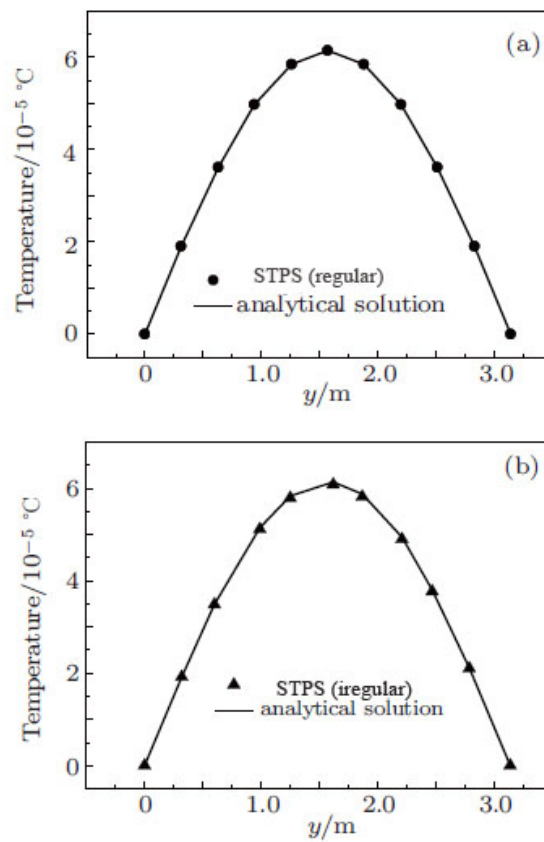 (a)
Temperature/10⁻⁵ °C
6
4
2
0
STPS (regular)
analytical solution
0 1.0 2.0 3.0
y/m
(b)
Temperature/10⁻⁵ °C
6
4
2
0
STPS (iregular)
analytical solution
0 1.0 2.0 3.0
y/m